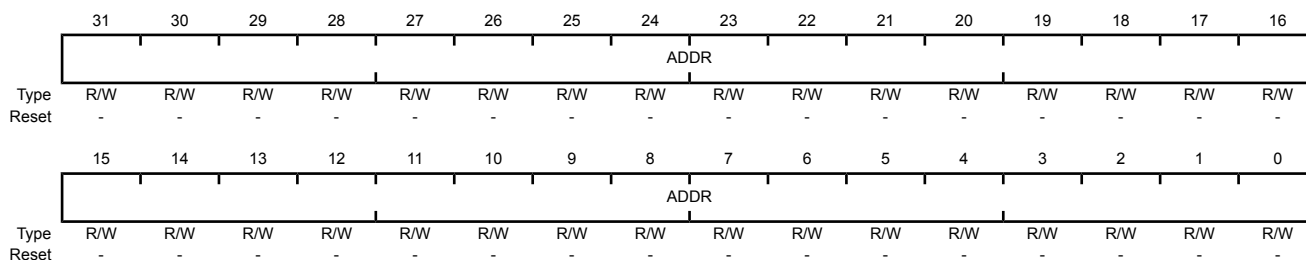 31 30 29 28 27 26 25 24 23 22 21 20 19 18 17 16
ADDR
Type R/W R/W R/W R/W R/W R/W R/W R/W R/W R/W R/W R/W R/W R/W R/W R/W
Reset - - - - - - - - - - - - - - - -
15 14 13 12 11 10 9 8 7 6 5 4 3 2 1 0
ADDR
Type R/W R/W R/W R/W R/W R/W R/W R/W R/W R/W R/W R/W R/W R/W R/W R/W
Reset - - - - - - - - - - - - - - - -